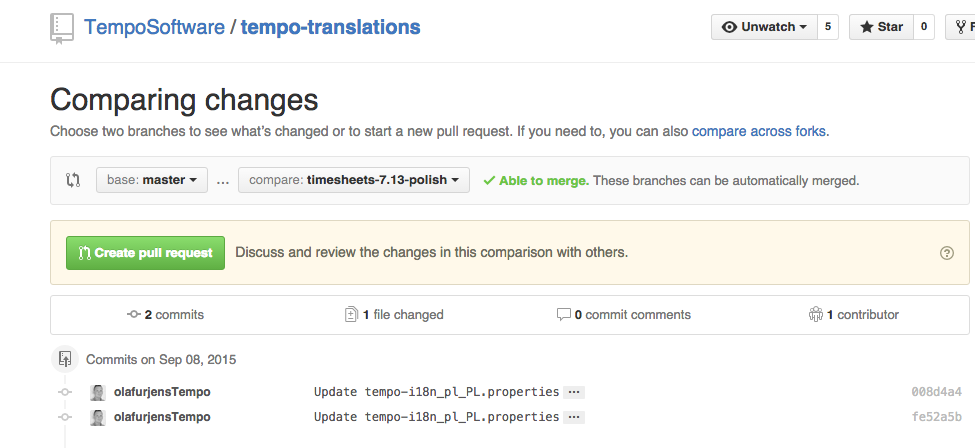 TempoSoftware / tempo-translations
Unwatch 5 Star 0 F
Comparing changes
Choose two branches to see what's changed or to start a new pull request. If you need to, you can also compare across forks.
base: master ... compare: timesheets-7.13-polish Able to merge. These branches can be automatically merged.
Create pull request Discuss and review the changes in this comparison with others. ?
2 commits 1 file changed 0 commit comments 1 contributor
Commits on Sep 08, 2015
olafurjensTempo Update tempo-i18n_pl_PL.properties ... 008d4a4
olafurjensTempo Update tempo-i18n_pl_PL.properties ... fe52a5b